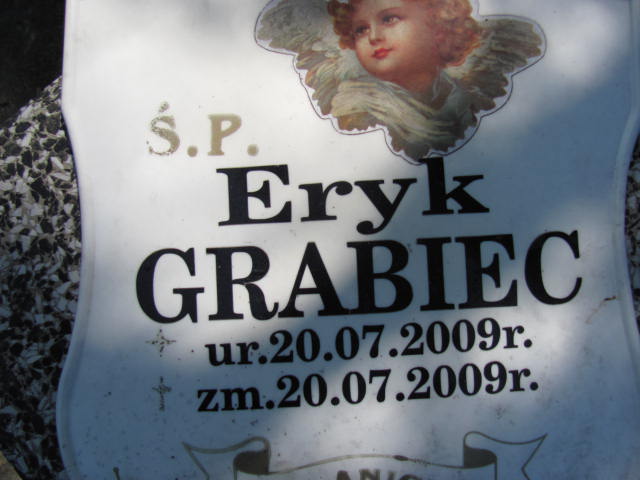 Ś.P.
Eryk
GRABIEC
ur.20.07.2009r.
zm.20.07.2009r.